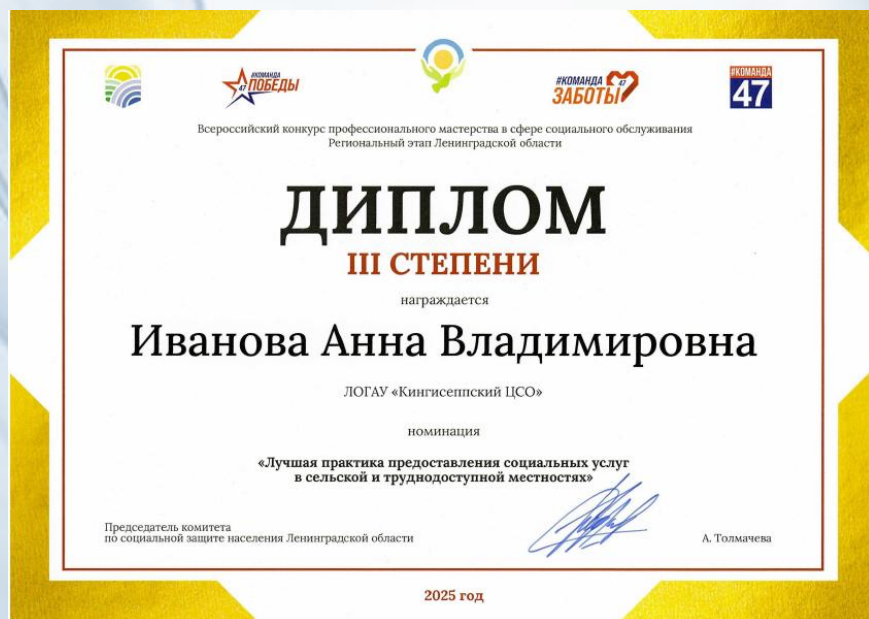 #КОМАНДА
47 ПОБЕДЫ
#КОМАНДА 47
ЗАБОТЫ
#КОМАНДА
47
Всероссийский конкурс профессионального мастерства в сфере социального обслуживания
Региональный этап Ленинградской области
ДИПЛОМ
III СТЕПЕНИ
награждается
Иванова Анна Владимировна
ЛОГАУ «Кингисеппский ЦСО»
номинация
«Лучшая практика предоставления социальных услуг
в сельской и труднодоступной местностях»
Председатель комитета
по социальной защите населения Ленинградской области
А. Толмачева
2025 год